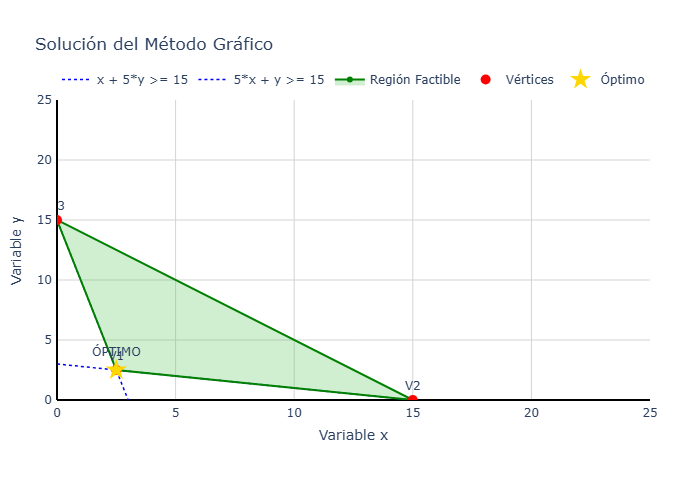 Solución del Método Gráfico
x + 5*y >= 15 5*x + y >= 15 Región Factible Vértices Óptimo
25
20
15
10
5
0
Variable y
3
ÓPTIMO
V1
V2
0 5 10 15 20 25
Variable x